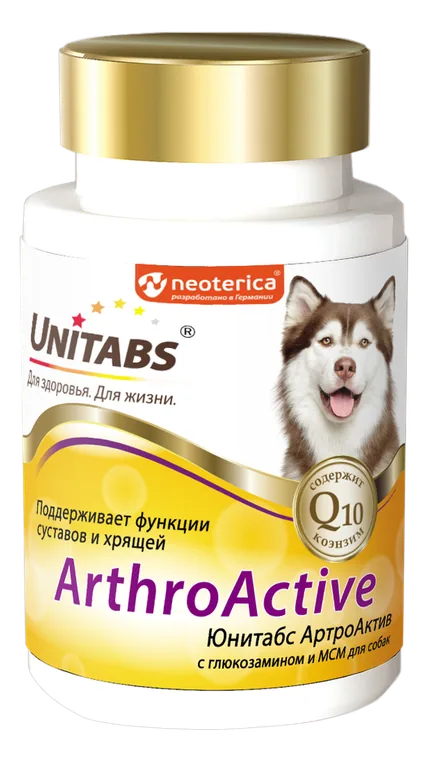 neoterica®
разработано в Германии
UNITABS®
Для здоровья. Для жизни.
содержит
Q10
коэнзим
Поддерживает функции
суставов и хрящей
ArthroActive
Юнитабс АртроАктив
с глюкозамином и МСМ для собак